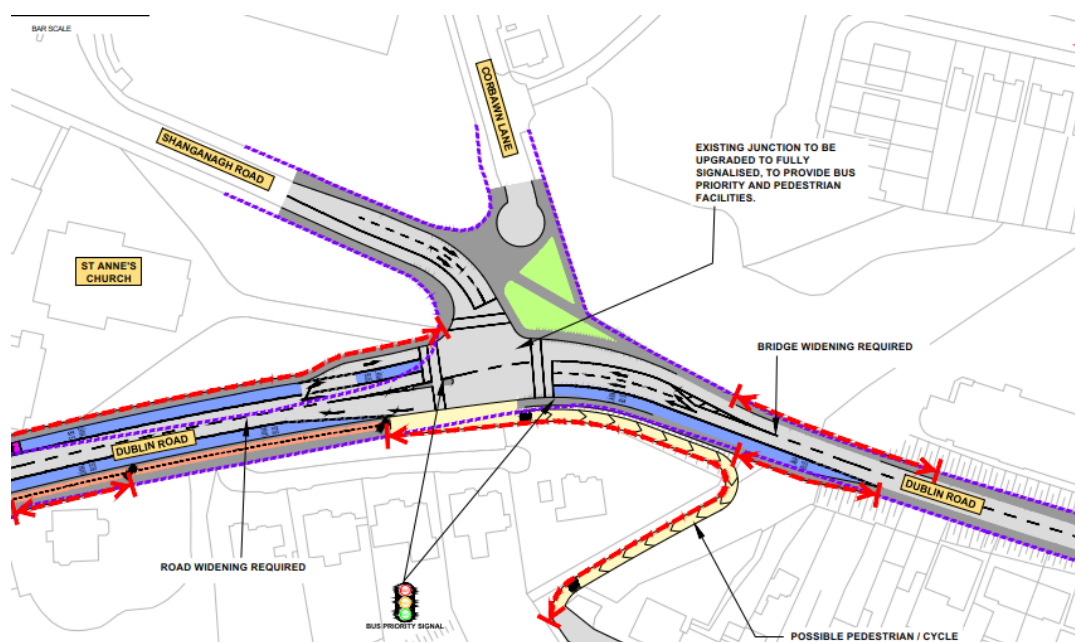 BAR SCALE
CORBAWN LANE
SHANGANAGH ROAD
EXISTING JUNCTION TO BE
UPGRADED TO FULLY
SIGNALISED, TO PROVIDE BUS
PRIORITY AND PEDESTRIAN
FACILITIES.
ST ANNE'S
CHURCH
BRIDGE WIDENING REQUIRED
DUBLIN ROAD
DUBLIN ROAD
ROAD WIDENING REQUIRED
BUS PRIORITY SIGNAL
POSSIBLE PEDESTRIAN / CYCLE